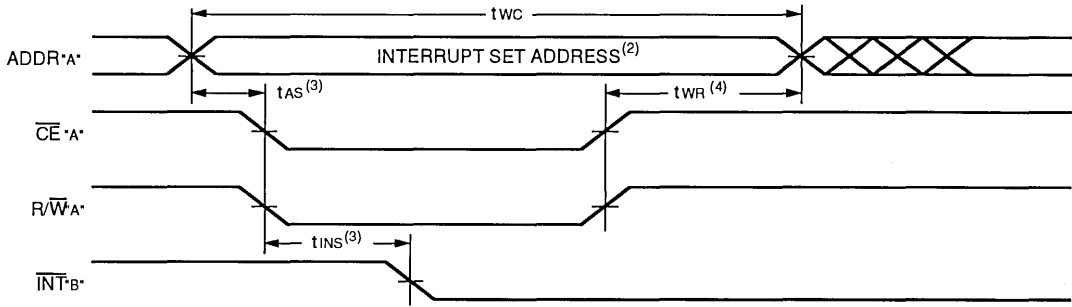 tWC
ADDR"A"
INTERRUPT SET ADDRESS(2)
tAS(3)
tWR(4)
CE"A"
R/W"A"
tINS(3)
INT"B"